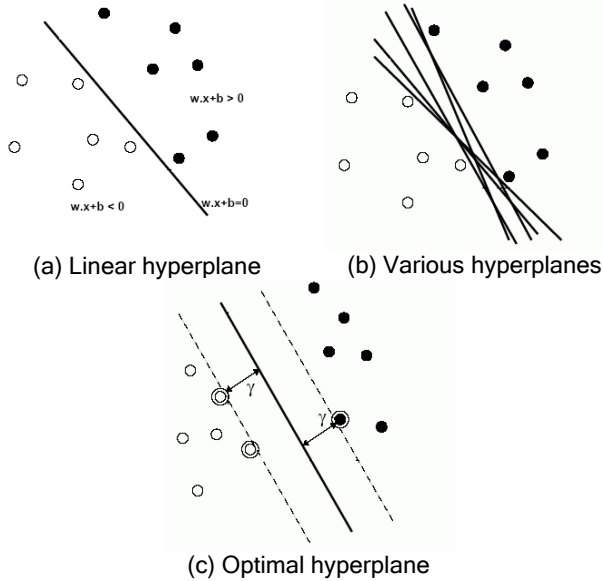 w.x+b > 0
w.x+b < 0
w.x+b=0
(a) Linear hyperplane
(b) Various hyperplanes
γ
γ
(c) Optimal hyperplane